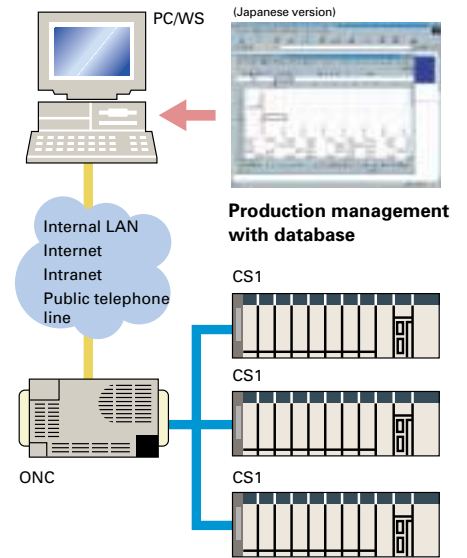 PC/WS
(Japanese version)
Production management
with database
Internal LAN
Internet
Intranet
Public telephone
line
CS1
CS1
ONC
CS1